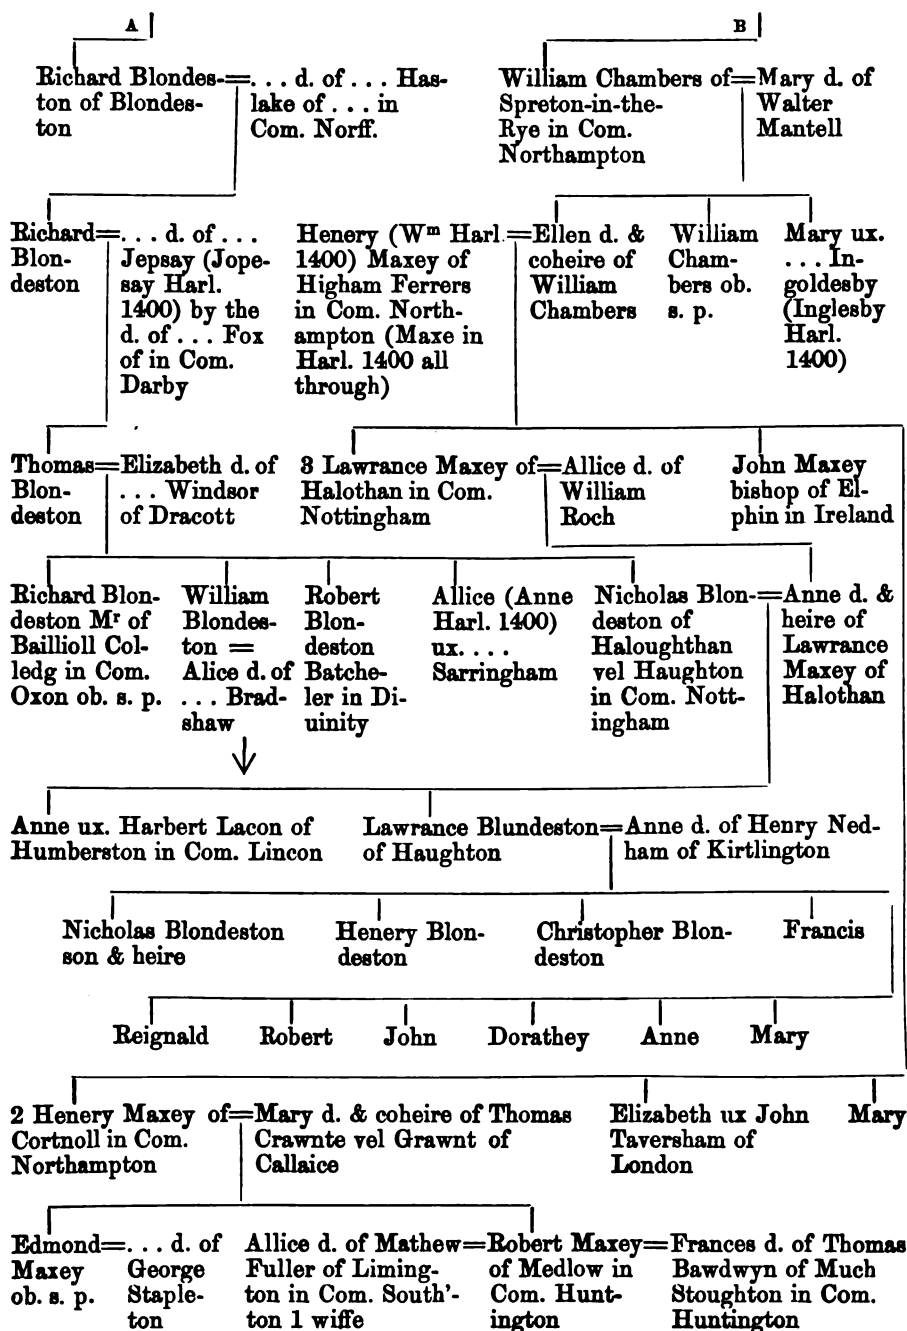 A B
Richard Blondes-=. . . d. of . . . Has-
ton of Blondes-
ton
lake of . . . in
Com. Norff.
William Chambers of=Mary d. of
Spreton-in-the-
Rye in Com.
Northampton
Walter
Mantell
Richard=. . . d. of . . .
Blon-
deston
Jepsay (Jope-
say Harl.
1400) by the
d. of . . . Fox
of in Com.
Darby
Henery (Wᵐ Harl.=Ellen d. &
1400) Maxey of
Higham Ferrers
in Com. North-
ampton (Maxe in
Harl. 1400 all
through)
coheire of
William
Chambers
William
Cham-
bers ob.
s. p.
Mary ux.
. . . In-
goldesby
(Inglesby
Harl.
1400)
Thomas=Elizabeth d. of
Blon-
deston
. . . Windsor
of Dracott
3 Lawrance Maxey of=Allice d. of
Halothan in Com.
Nottingham
William
Roch
John Maxey
bishop of El-
phin in Ireland
Richard Blon-
deston Mʳ of
Baillioll Col-
ledg in Com.
Oxon ob. s. p.
William
Blondes-
ton =
Alice d. of
. . . Brad-
shaw
Robert
Blon-
deston
Batche-
ler in Di-
uinity
Allice (Anne
Harl. 1400)
ux. . . .
Sarringham
Nicholas Blon-=Anne d. &
deston of
Haloughthan
vel Haughton
in Com. Nott-
ingham
heire of
Lawrance
Maxey of
Halothan
Anne ux. Harbert Lacon of
Humberston in Com. Lincon
Lawrance Blundeston=Anne d. of Henry Ned-
of Haughton
ham of Kirtlington
Nicholas Blondeston
son & heire
Henery Blon-
deston
Christopher Blon-
deston
Francis
Reignald Robert John Dorathey Anne Mary
2 Henery Maxey of=Mary d. & coheire of Thomas
Cortnoll in Com.
Northampton
Crawnte vel Grawnt of
Callaice
Elizabeth ux John
Taversham of
London
Mary
Edmond=. . . d. of
Maxey
ob. s. p.
George
Staple-
ton
Allice d. of Mathew=Robert Maxey=Frances d. of Thomas
Fuller of Liming-
ton in Com. South'-
ton 1 wiffe
of Medlow in
Com. Hunt-
ington
Bawdwyn of Much
Stoughton in Com.
Huntington